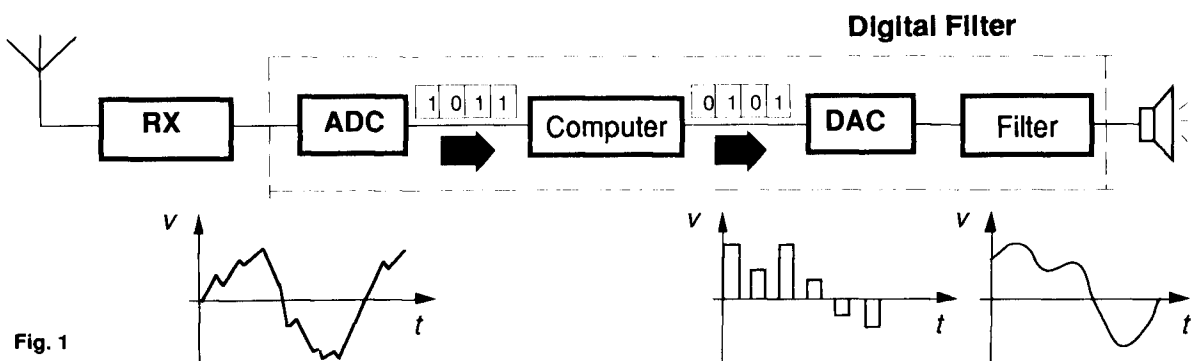 Digital Filter
RX
ADC
1 0 1 1
Computer
0 1 0 1
DAC
Filter
v
t
v
t
v
t
Fig. 1